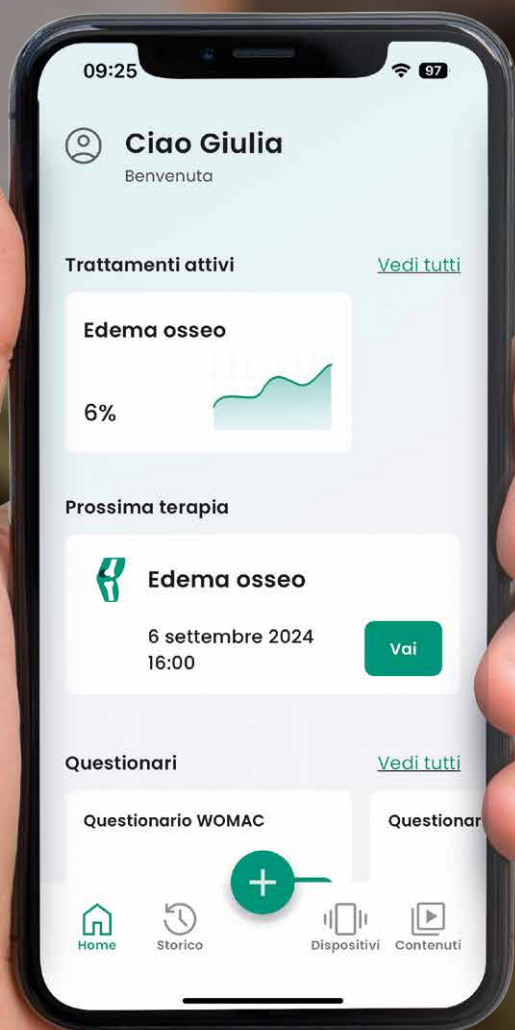 09:25
97
Ciao Giulia
Benvenuta
Trattamenti attivi
Vedi tutti
Edema osseo
6%
Prossima terapia
Edema osseo
6 settembre 2024
16:00
Vai
Questionari
Vedi tutti
Questionario WOMAC
Questionar
Home
Storico
Dispositivi
Contenuti